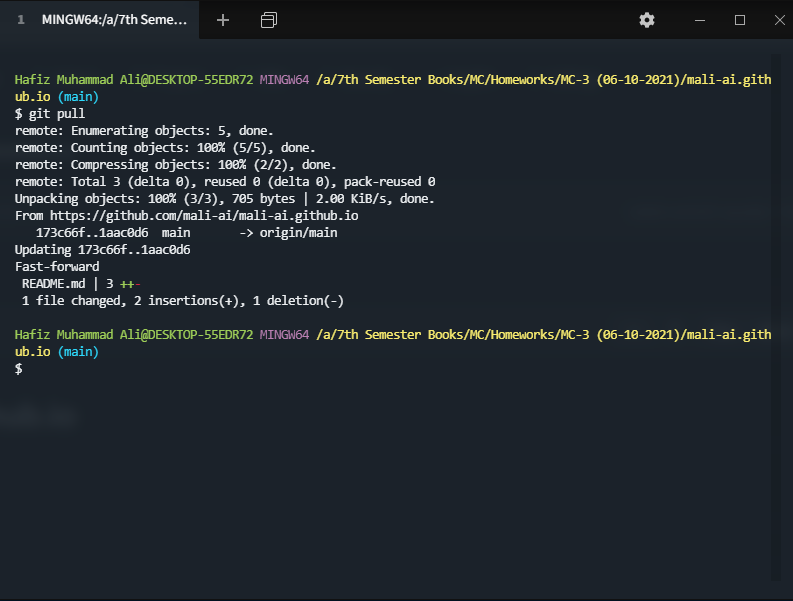 1 MINGW64:/a/7th Seme...
Hafiz Muhammad Ali@DESKTOP-55EDR72 MINGW64 /a/7th Semester Books/MC/Homeworks/MC-3 (06-10-2021)/mali-ai.gith
ub.io (main)
$ git pull
remote: Enumerating objects: 5, done.
remote: Counting objects: 100% (5/5), done.
remote: Compressing objects: 100% (2/2), done.
remote: Total 3 (delta 0), reused 0 (delta 0), pack-reused 0
Unpacking objects: 100% (3/3), 705 bytes | 2.00 KiB/s, done.
From https://github.com/mali-ai/mali-ai.github.io
   173c66f..1aac0d6  main       -> origin/main
Updating 173c66f..1aac0d6
Fast-forward
 README.md | 3 ++-
 1 file changed, 2 insertions(+), 1 deletion(-)
Hafiz Muhammad Ali@DESKTOP-55EDR72 MINGW64 /a/7th Semester Books/MC/Homeworks/MC-3 (06-10-2021)/mali-ai.gith
ub.io (main)
$